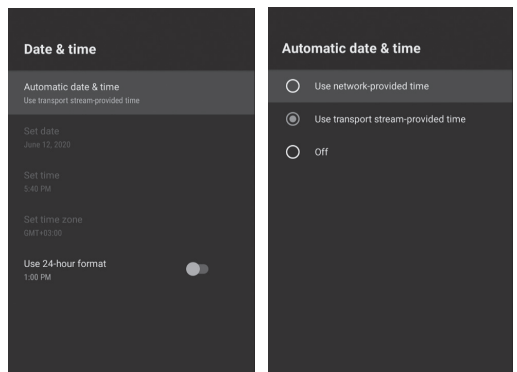 Date & time
Automatic date & time
Use transport stream-provided time
Set date
June 12, 2020
Set time
5:40 PM
Set time zone
GMT+03:00
Use 24-hour format
1:00 PM
Automatic date & time
Use network-provided time
Use transport stream-provided time
Off